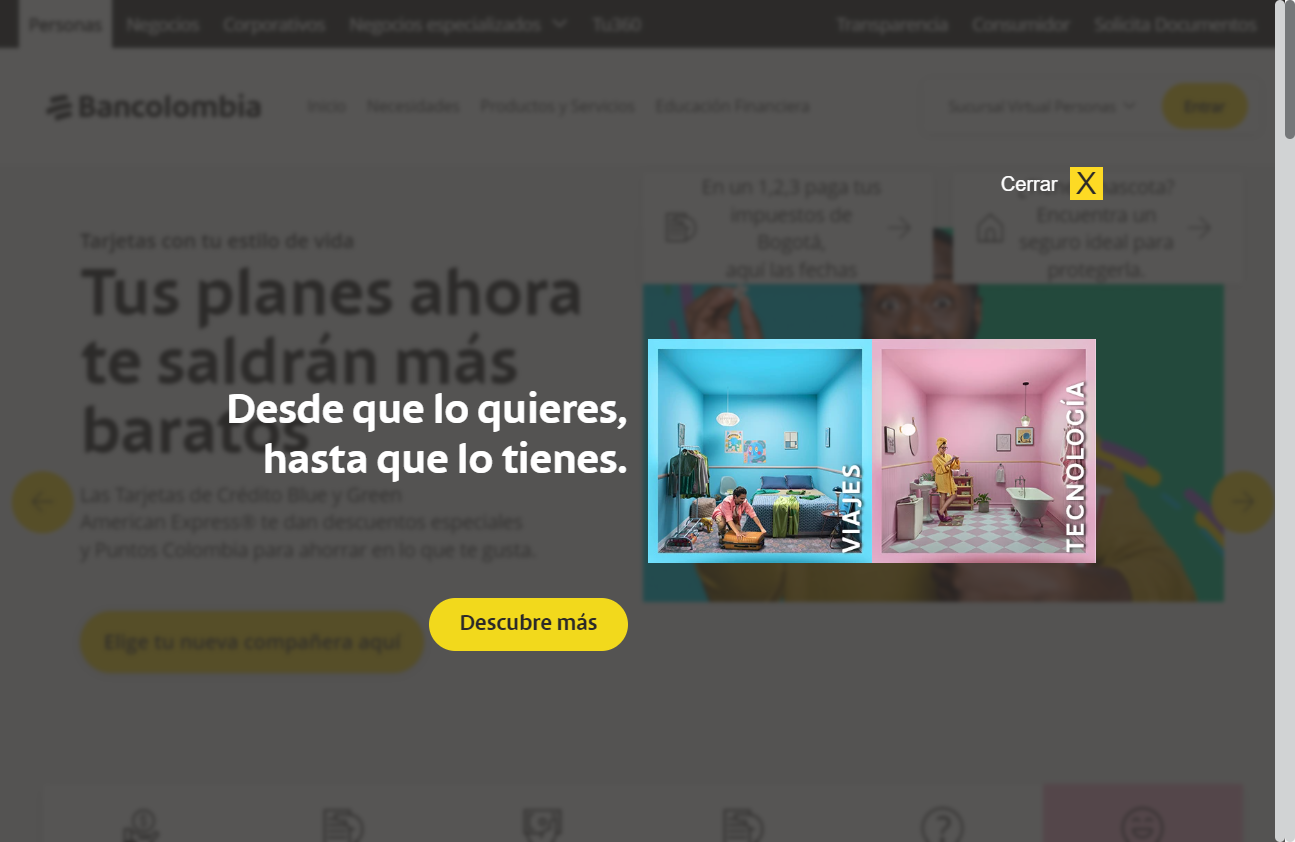 Personas Negocios Corporativos Negocios especializados Tu360 Transparencia Consumidor Solicita Documentos
Bancolombia Inicio Necesidades Productos y Servicios Educación Financiera Sucursal Virtual Personas Entrar
Cerrar X
En un 1,2,3 paga tus
impuestos de
Bogotá,
aquí las fechas
mascota?
Encuentra un
seguro ideal para
protegerla.
Tarjetas con tu estilo de vida
Tus planes ahora
te saldrán más
baratos
Desde que lo quieres,
hasta que lo tienes.
VIAJES
TECNOLOGÍA
Las Tarjetas de Crédito Blue y Green
American Express® te dan descuentos especiales
y Puntos Colombia para ahorrar en lo que te gusta.
Descubre más
Elige tu nueva compañera aquí